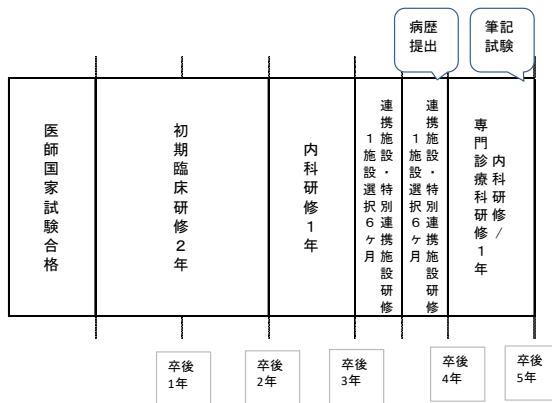 病歴
提出
筆記
試験
医師国家試験合格
初期臨床研修2年
内科研修1年
連携施設・特別連携施設研修
1施設選択6ヶ月
連携施設・特別連携施設研修
1施設選択6ヶ月
内科研修/
専門診療科研修1年
卒後
1年
卒後
2年
卒後
3年
卒後
4年
卒後
5年